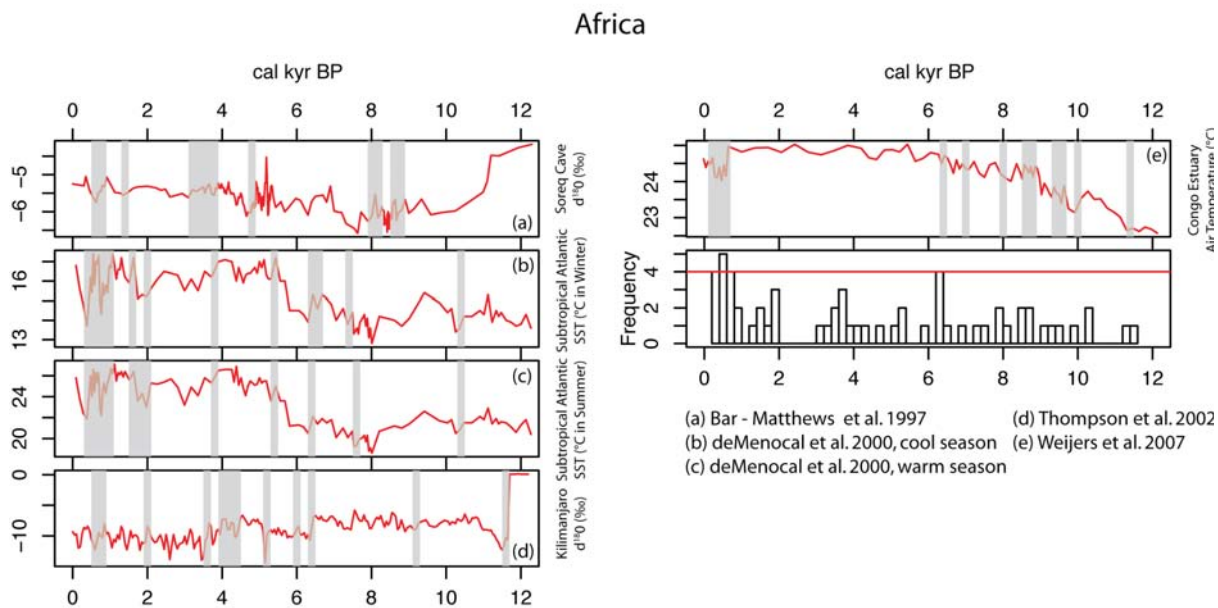 Africa
cal kyr BP
0 2 4 6 8 10 12
-5
-6
Soreq Cave
d¹⁸O (‰)
(a)
16
13
Subtropical Atlantic
SST (°C in Winter)
(b)
24
20
Subtropical Atlantic
SST (°C in Summer)
(c)
0
-10
Kilimanjaro
d¹⁸O (‰)
(d)
0 2 4 6 8 10 12
cal kyr BP
0 2 4 6 8 10 12
24
23
(e)
Congo Estuary
Air Temperature (°C)
Frequency
4
2
0
0 2 4 6 8 10 12
(a) Bar - Matthews et al. 1997
(b) deMenocal et al. 2000, cool season
(c) deMenocal et al. 2000, warm season
(d) Thompson et al. 2002
(e) Weijers et al. 2007